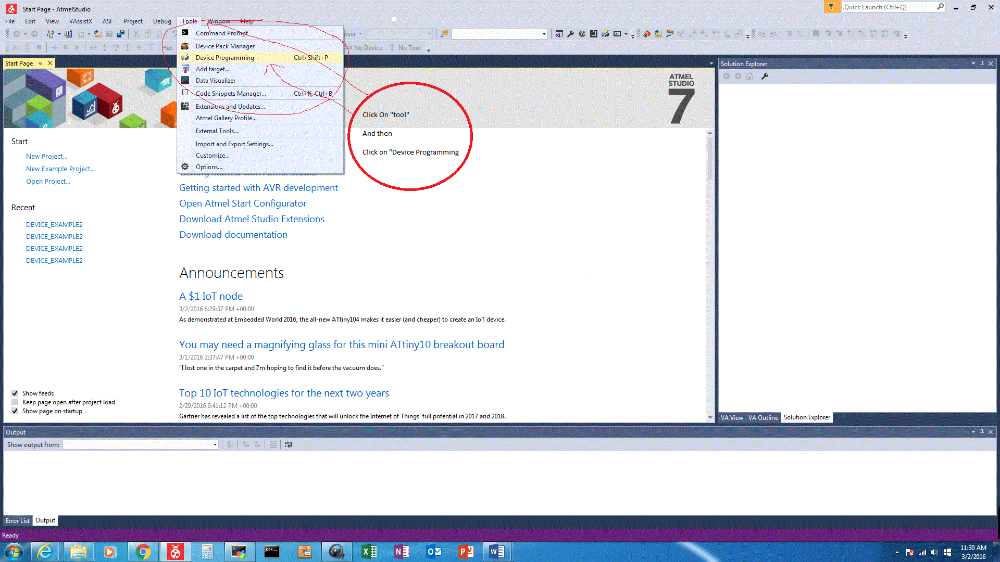 Start Page - AtmelStudio
Quick Launch (Ctrl+Q)
File Edit View VAssistX ASF Project Debug Tools Window Help
Hex
No Device No Tool
Command Prompt
Device Pack Manager
Device Programming Ctrl+Shift+P
Add target...
Data Visualizer
Code Snippets Manager... Ctrl+K, Ctrl+B
Extensions and Updates...
Atmel Gallery Profile...
External Tools...
Import and Export Settings...
Customize...
Options...
Start Page
ATMEL
STUDIO
7
Click On "tool"
And then
Click on "Device Programming
Start
New Project...
New Example Project...
Open Project...
Recent
DEVICE_EXAMPLE2
DEVICE_EXAMPLE2
DEVICE_EXAMPLE2
DEVICE_EXAMPLE2
Show feeds
Keep page open after project load
Show page on startup
Getting started with Atmel Studio
Getting started with AVR development
Open Atmel Start Configurator
Download Atmel Studio Extensions
Download documentation
Announcements
A $1 IoT node
3/2/2016 6:29:37 PM +00:00
As demonstrated at Embedded World 2016, the all-new ATtiny104 makes it easier (and cheaper) to create an IoT device.
You may need a magnifying glass for this mini ATtiny10 breakout board
3/1/2016 2:37:47 PM +00:00
"I lost one in the carpet and I'm hoping to find it before the vacuum does."
Top 10 IoT technologies for the next two years
2/29/2016 9:41:12 PM +00:00
Gartner has revealed a list of the top technologies that will unlock the Internet of Things' full potential in 2017 and 2018.
Solution Explorer
VA View VA Outline Solution Explorer
Output
Show output from:
Error List Output
Ready
11:30 AM
3/2/2016